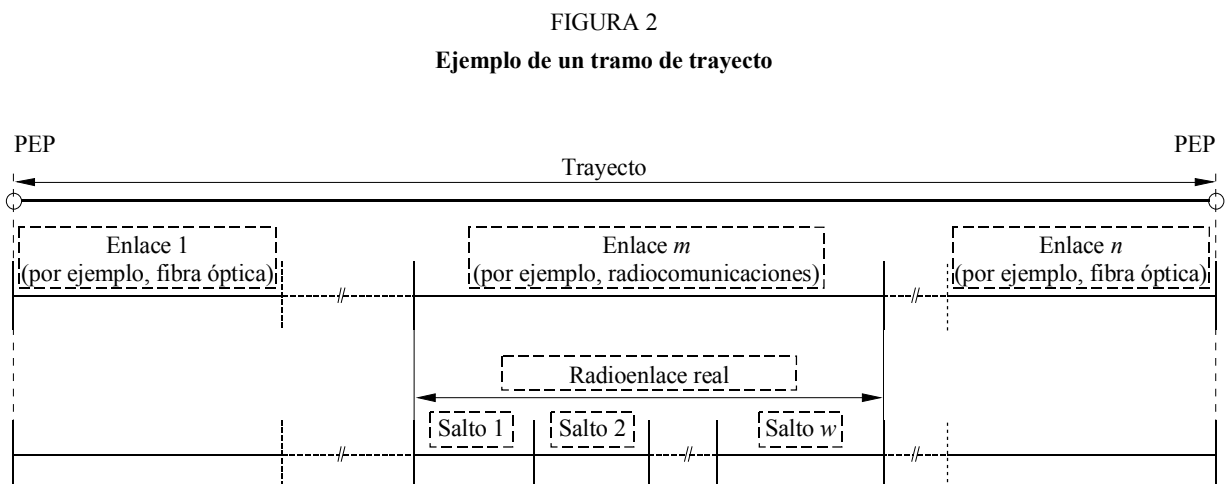 FIGURA 2
Ejemplo de un tramo de trayecto
PEP
PEP
Trayecto
Enlace 1
(por ejemplo, fibra óptica)
Enlace m
(por ejemplo, radiocomunicaciones)
Enlace n
(por ejemplo, fibra óptica)
Radioenlace real
Salto 1
Salto 2
Salto w